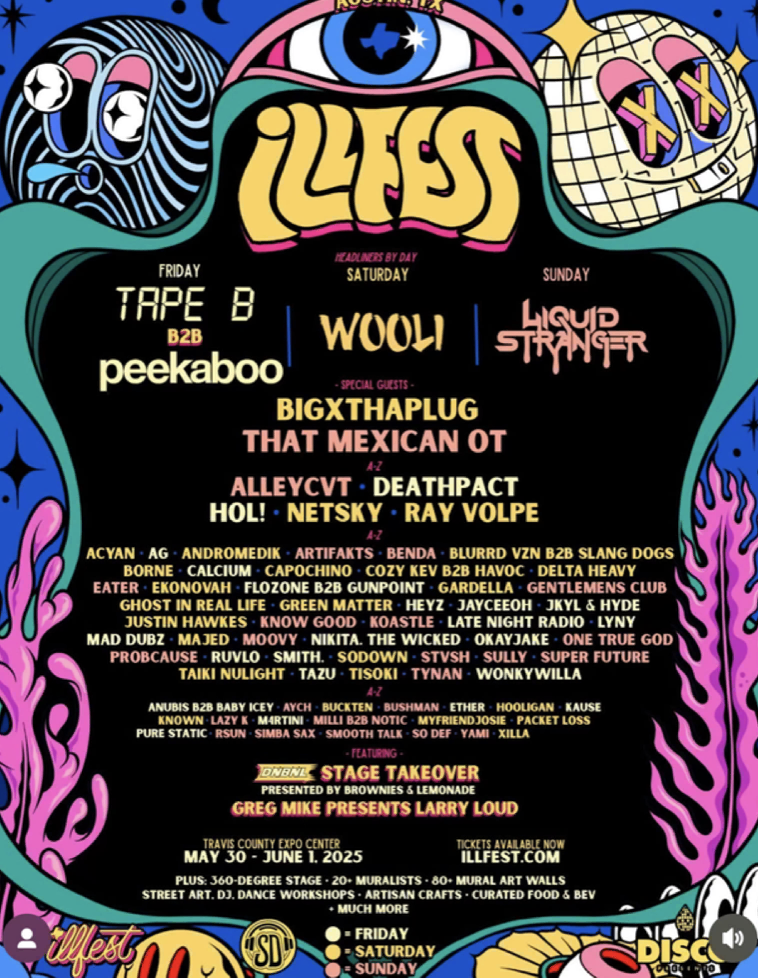 AUSTIN, TX
iLLFEST
HEADLINERS BY DAY
FRIDAY
TAPE B
B2B
peekaboo
SATURDAY
WOOLI
SUNDAY
LIQUID
STRANGER
- SPECIAL GUESTS -
BIGXTHAPLUG
THAT MEXICAN OT
A-Z
ALLEYCVT · DEATHPACT
HOL! · NETSKY · RAY VOLPE
A-Z
ACYAN · AG · ANDROMEDIK · ARTIFAKTS · BENDA · BLURRD VZN B2B SLANG DOGS
BORNE · CALCIUM · CAPOCHINO · COZY KEV B2B HAVOC · DELTA HEAVY
EATER · EKONOVAH · FLOZONE B2B GUNPOINT · GARDELLA · GENTLEMENS CLUB
GHOST IN REAL LIFE · GREEN MATTER · HEYZ · JAYCEEOH · JKYL & HYDE
JUSTIN HAWKES · KNOW GOOD · KOASTLE · LATE NIGHT RADIO · LYNY
MAD DUBZ · MAJED · MOOVY · NIKITA. THE WICKED · OKAYJAKE · ONE TRUE GOD
PROBCAUSE · RUVLO · SMITH. · SODOWN · STVSH · SULLY · SUPER FUTURE
TAIKI NULIGHT · TAZU · TISOKI · TYNAN · WONKYWILLA
A-Z
ANUBIS B2B BABY ICEY · AYCH · BUCKTEN · BUSHMAN · ETHER · HOOLIGAN · KAUSE
KNOWN · LAZY K · M4RTINI · MILLI B2B NOTIC · MYFRIENDJOSIE · PACKET LOSS
PURE STATIC · RSUN · SIMBA SAX · SMOOTH TALK · SO DEF · YAMI · XILLA
- FEATURING -
DNBNL STAGE TAKEOVER
PRESENTED BY BROWNIES & LEMONADE
GREG MIKE PRESENTS LARRY LOUD
TRAVIS COUNTY EXPO CENTER
MAY 30 - JUNE 1, 2025
TICKETS AVAILABLE NOW
ILLFEST.COM
PLUS: 360-DEGREE STAGE · 20+ MURALISTS · 80+ MURAL ART WALLS
STREET ART, DJ, DANCE WORKSHOPS · ARTISAN CRAFTS · CURATED FOOD & BEV
+ MUCH MORE
illfest
SD
= FRIDAY
= SATURDAY
= SUNDAY